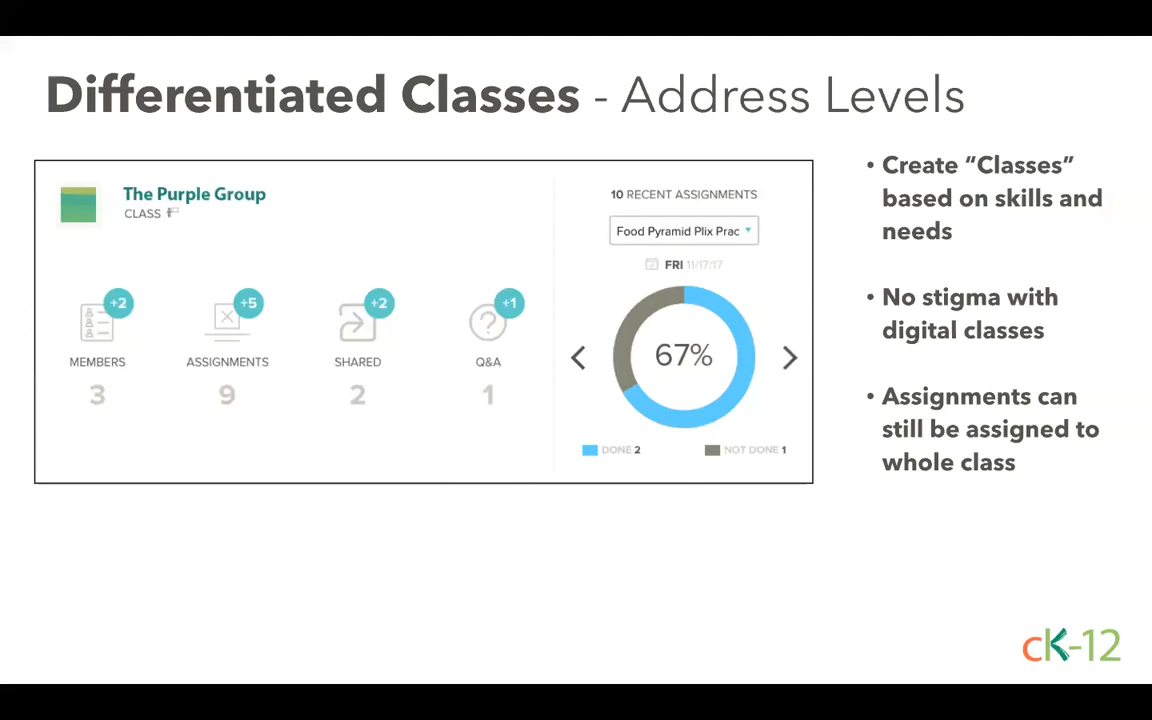 Differentiated Classes - Address Levels
The Purple Group
CLASS
+2
+5
+2
+1
MEMBERS
ASSIGNMENTS
SHARED
Q&A
3
9
2
1
10 RECENT ASSIGNMENTS
Food Pyramid Plix Prac
FRI 11/17/17
67%
DONE 2
NOT DONE 1
• Create “Classes”
based on skills and
needs
• No stigma with
digital classes
• Assignments can
still be assigned to
whole class
cK-12